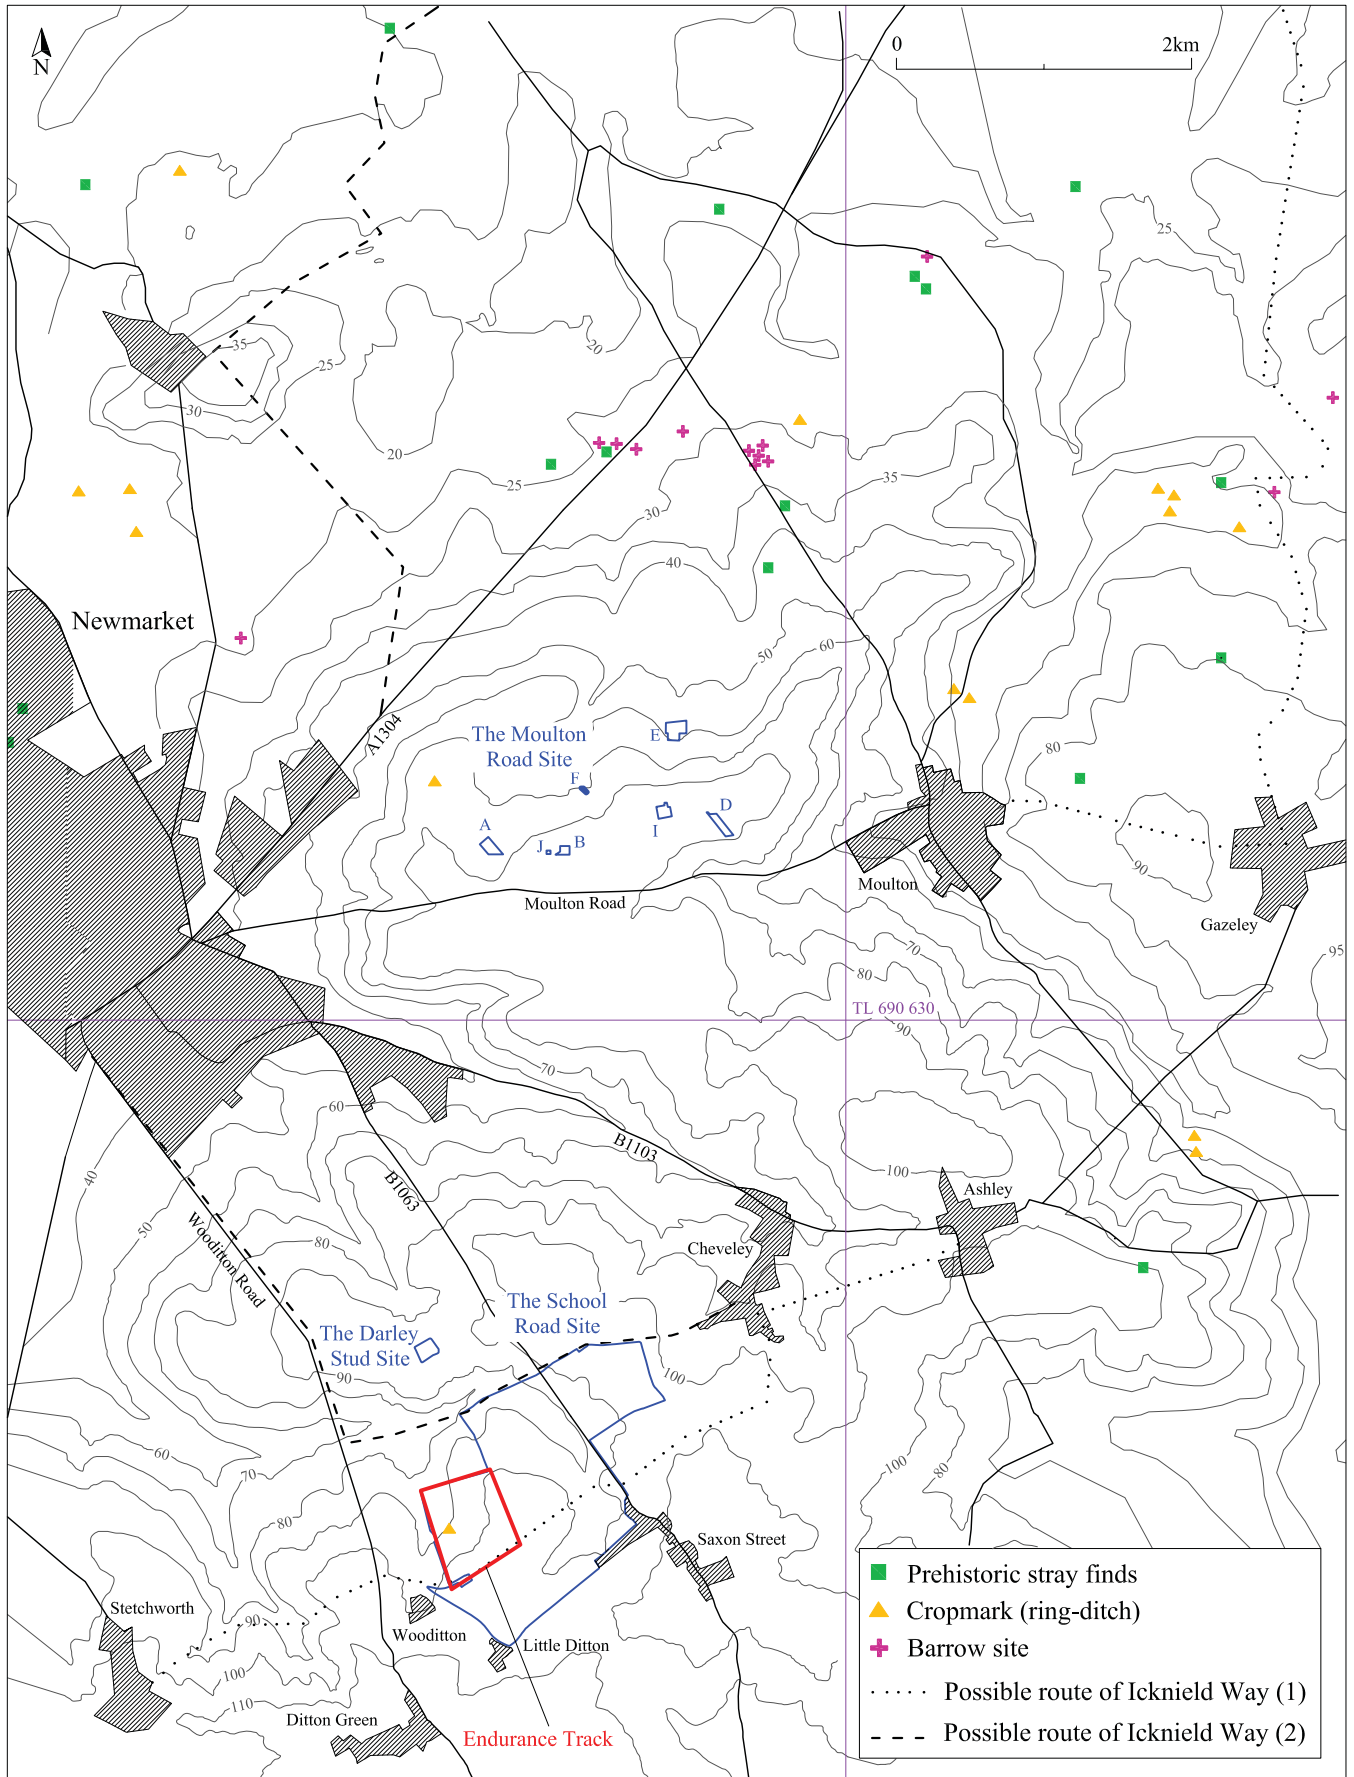 N
0 2km
25
35
25
30
20
20
25
35
30
40
Newmarket
50
60
A1304
The Moulton
Road Site
E
F
80
I
D
A
J
B
90
Moulton
Moulton Road
Gazeley
70
95
80
TL 690 630
90
70
60
B1103
100
40
B1063
Ashley
50
Woodditton Road
80
Cheveley
The School
Road Site
The Darley
Stud Site
90
100
60
70
100
80
80
Saxon Street
Prehistoric stray finds
Stetchworth
Cropmark (ring-ditch)
90
Wooditton
Little Ditton
Barrow site
100
Possible route of Icknield Way (1)
110
Ditton Green
Possible route of Icknield Way (2)
Endurance Track